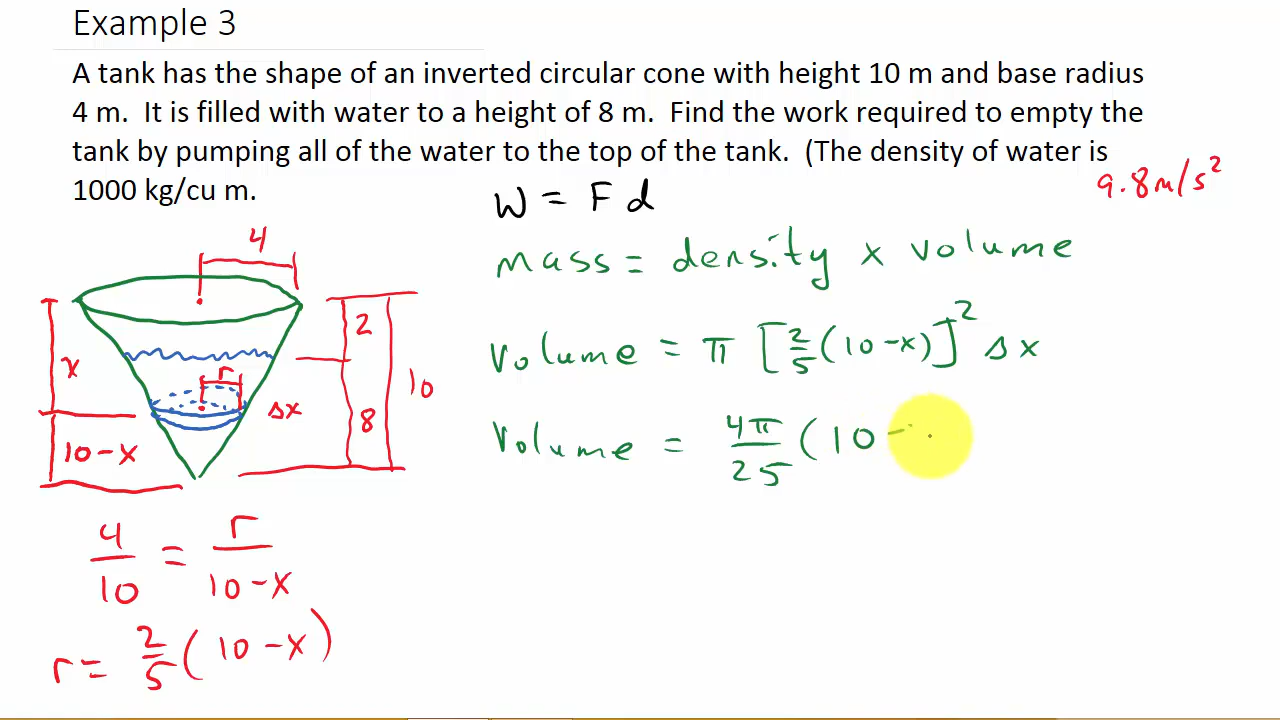 Example 3
A tank has the shape of an inverted circular cone with height 10 m and base radius
4 m. It is filled with water to a height of 8 m. Find the work required to empty the
tank by pumping all of the water to the top of the tank. (The density of water is
1000 kg/cu m.
9.8 m/s²
W = Fd
mass = density x volume
4
x
2
r
10
Δx
8
10-x
Volume = π [2/5 (10-x)]² Δx
Volume = 4π/25 (10 -
4/10 = r/10-x
r = 2/5 (10-x)